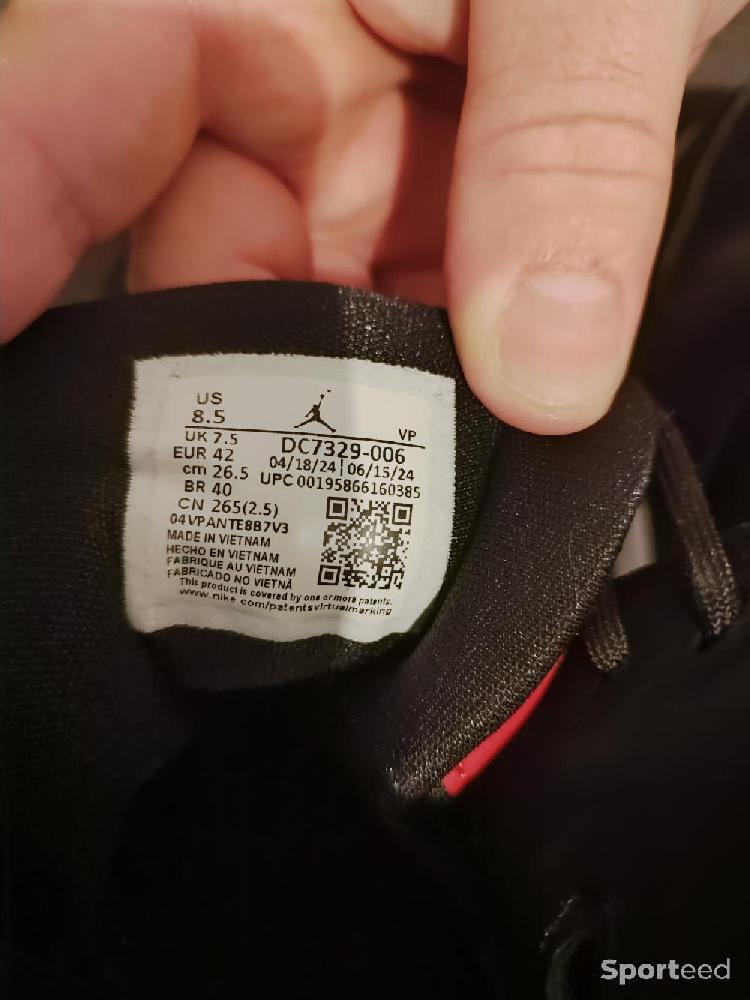 US
8.5
UK 7.5
EUR 42
cm 26.5
BR 40
CN 265(2.5)
VP
DC7329-006
04/18/24 06/15/24
UPC 00195866160385
04VPANTE8B7V3
MADE IN VIETNAM
HECHO EN VIETNAM
FABRIQUE AU VIETNAM
FABRICADO NO VIETNÃ
This product is covered by one or more patents:
www.nike.com/patentsvirtualmarking
Sporteed